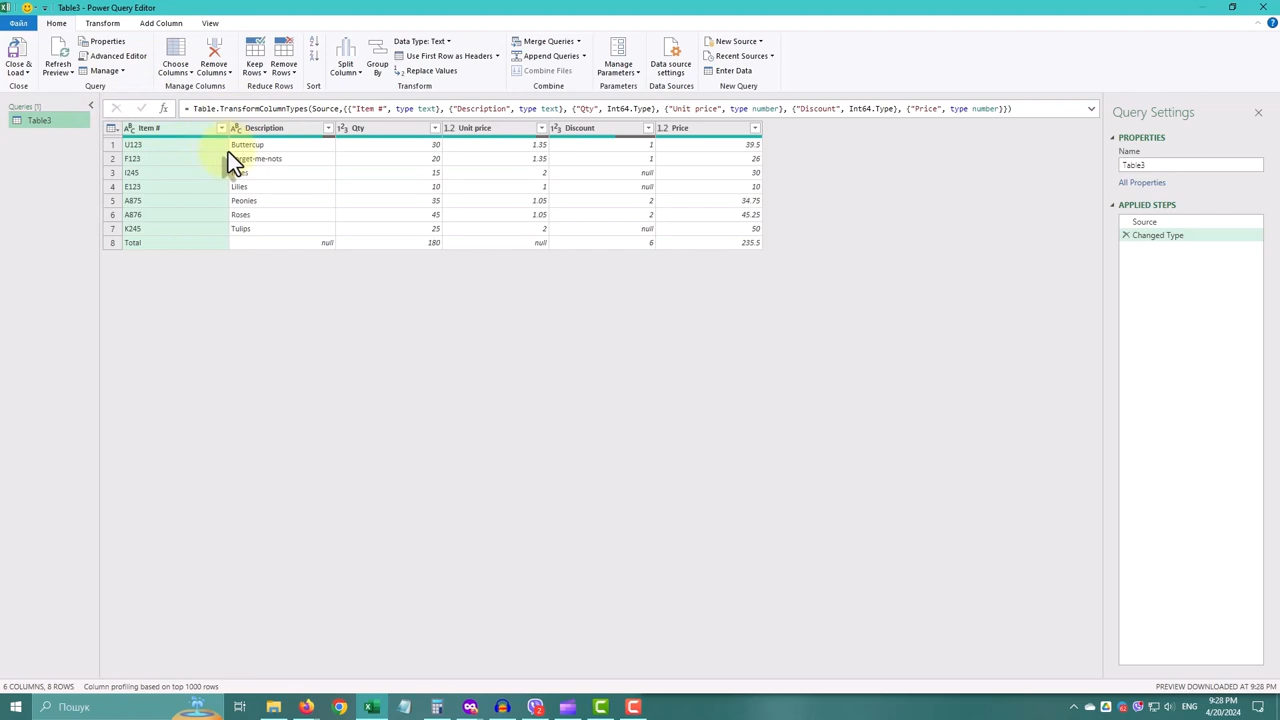 Table3 - Power Query Editor
Файл
Home
Transform
Add Column
View
Close & Load
Close
Refresh Preview
Properties
Advanced Editor
Manage
Query
Choose Columns
Remove Columns
Manage Columns
Keep Rows
Remove Rows
Reduce Rows
Sort
Split Column
Group By
Data Type: Text
Use First Row as Headers
Replace Values
Transform
Merge Queries
Append Queries
Combine Files
Combine
Manage Parameters
Parameters
Data source settings
Data Sources
New Source
Recent Sources
Enter Data
New Query
Queries [1]
Table3
= Table.TransformColumnTypes(Source,{{"Item #", type text}, {"Description", type text}, {"Qty", Int64.Type}, {"Unit price", type number}, {"Discount", Int64.Type}, {"Price", type number}})
Item # Description Qty Unit price Discount Price
1 U123 Buttercup 30 1.35 1 39.5
2 F123 20 1.35 1 26
3 I245 15 2 null 30
4 E123 Lilies 10 1 null 10
5 A875 Peonies 35 1.05 2 34.75
6 A876 Roses 45 1.05 2 45.25
7 K245 Tulips 25 2 null 50
8 Total null 180 null 6 235.5
Query Settings
PROPERTIES
Name
Table3
All Properties
APPLIED STEPS
Source
Changed Type
6 COLUMNS, 8 ROWS
Column profiling based on top 1000 rows
PREVIEW DOWNLOADED AT 9:28 PM
Пошук
ENG
9:28 PM
4/20/2024